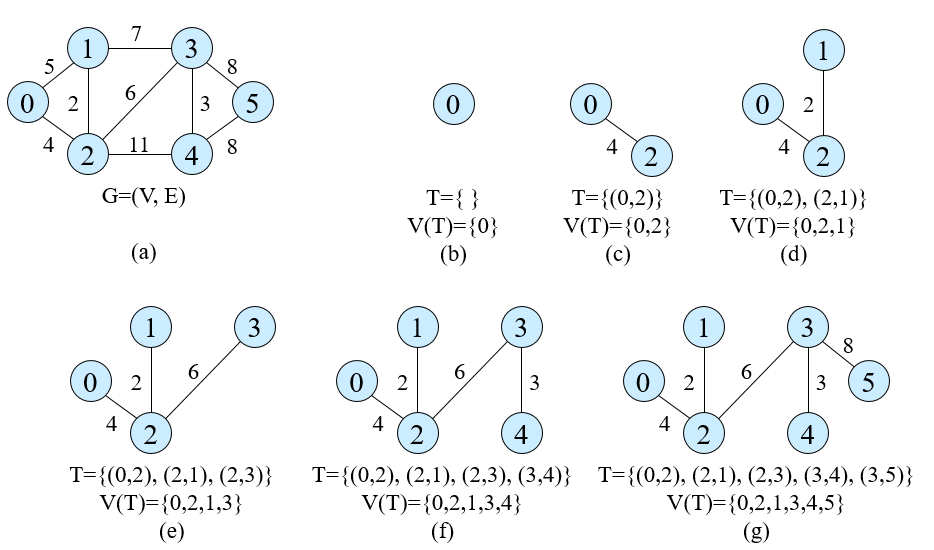 1 7 3
5 8
0 2 6 3 5
4 11 8
2 4
G=(V, E)
(a)
0
T={ }
V(T)={0}
(b)
0
4
2
T={(0,2)}
V(T)={0,2}
(c)
1
0 2
4
2
T={(0,2), (2,1)}
V(T)={0,2,1}
(d)
1 3
0 2 6
4
2
T={(0,2), (2,1), (2,3)}
V(T)={0,2,1,3}
(e)
1 3
0 2 6 3
4
2 4
T={(0,2), (2,1), (2,3), (3,4)}
V(T)={0,2,1,3,4}
(f)
1 3
8
0 2 6 3 5
4
2 4
T={(0,2), (2,1), (2,3), (3,4), (3,5)}
V(T)={0,2,1,3,4,5}
(g)